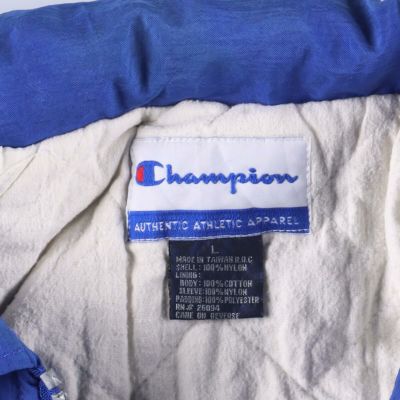 Champion
AUTHENTIC ATHLETIC APPAREL
L
MADE IN TAIWAN R.O.C
SHELL: 100% NYLON
LINING:
BODY: 100% COTTON
SLEEVE: 100% NYLON
PADDING: 100% POLYESTER
RN# 26094
CARE ON REVERSE